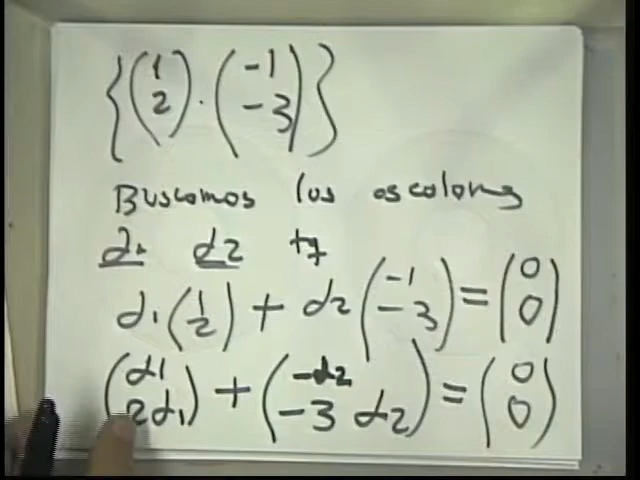 {(1 2) . (-1 -3)}
Buscamos los escalares
α1 α2 tq
α1 (1 2) + α2 (-1 -3) = (0 0)
(α1 2α1) + (-α2 -3 α2) = (0 0)